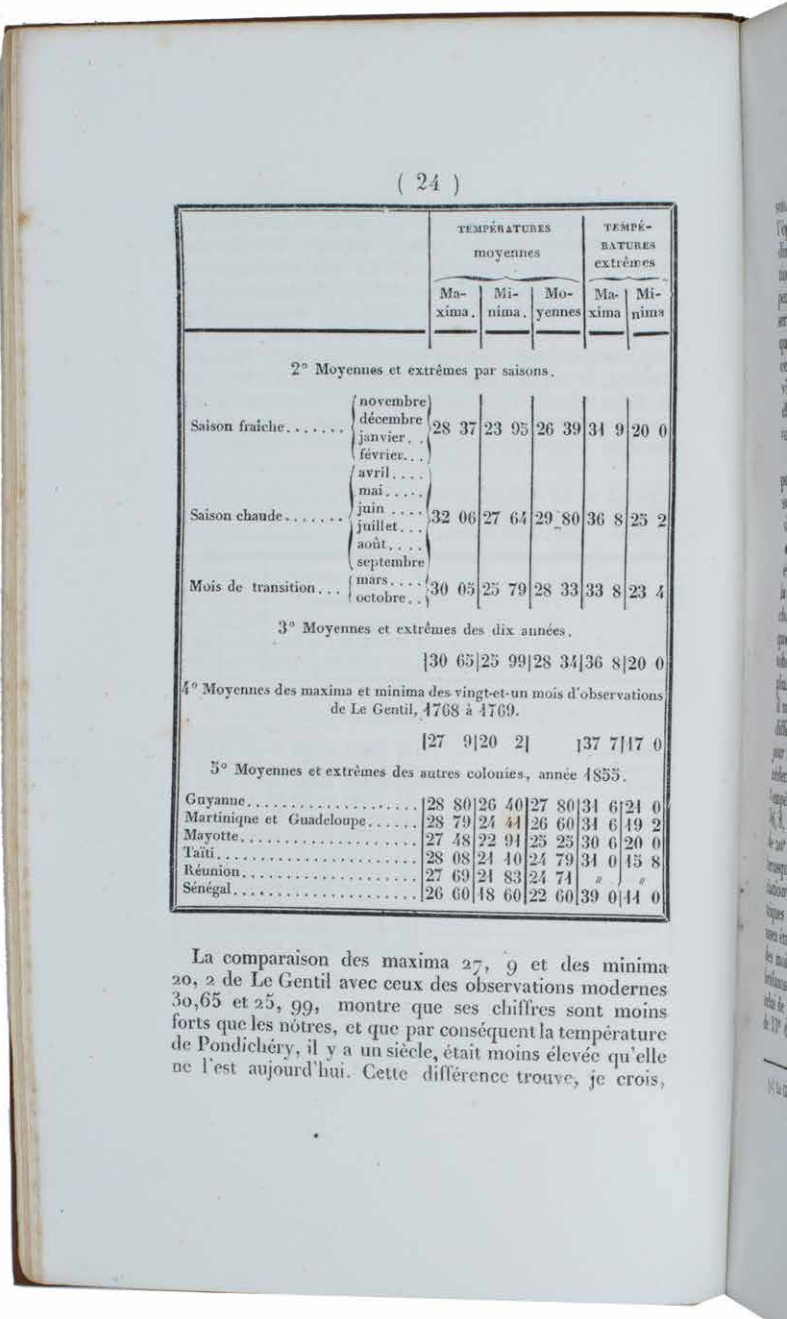 ( 24 )
TEMPÉRATURES moyennes TEMPÉ-RATURES extrêmes
Ma-xima. Mi-nima. Mo-yennes Ma-xima Mi-nima
2° Moyennes et extrêmes par saisons.
Saison fraîche....... novembre décembre janvier.. février... 28 37 23 95 26 39 31 9 20 0
Saison chaude....... avril.... mai..... juin .... juillet... août.... septembre 32 06 27 64 29 80 36 8 25 2
Mois de transition... mars.... octobre.. 30 05 25 79 28 33 33 8 23 4
3° Moyennes et extrêmes des dix années.
30 65 25 99 28 34 36 8 20 0
4° Moyennes des maxima et minima des vingt-et-un mois d'observations
de Le Gentil, 1768 à 1769.
27 9 20 2 37 7 17 0
5° Moyennes et extrêmes des autres colonies, année 1855.
Guyanne................... 28 80 26 40 27 80 31 6 21 0
Martinique et Guadeloupe...... 28 79 24 41 26 60 31 6 19 2
Mayotte.................... 27 48 22 91 25 25 30 6 20 0
Taïti....................... 28 08 21 10 24 79 31 0 15 8
Réunion.................... 27 69 21 83 24 71 " "
Sénégal..................... 26 60 18 60 22 60 39 0 11 0
La comparaison des maxima 27, 9 et des minima
20, 2 de Le Gentil avec ceux des observations modernes
30,65 et 25, 99, montre que ses chiffres sont moins
forts que les nôtres, et que par conséquent la température
de Pondichéry, il y a un siècle, était moins élevée qu'elle
ne l'est aujourd'hui. Cette différence trouve, je crois,